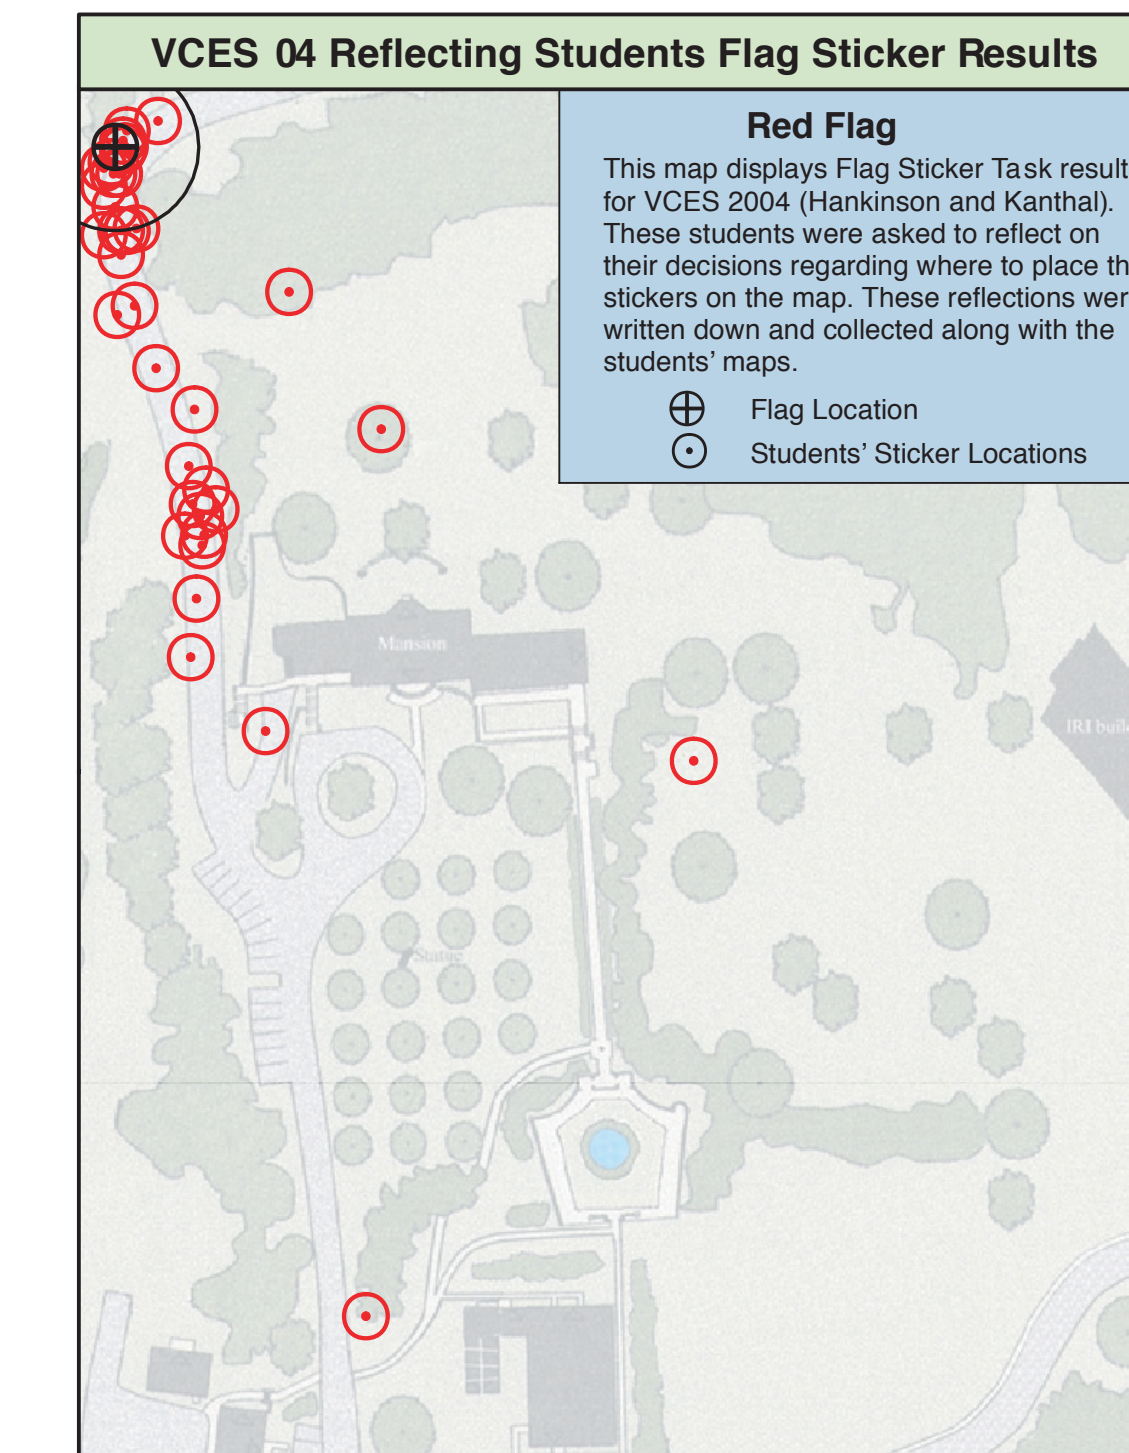 VCES 04 Reflecting Students Flag Sticker Results
Red Flag
This map displays Flag Sticker Task result
for VCES 2004 (Hankinson and Kanthal).
These students were asked to reflect on
their decisions regarding where to place th
stickers on the map. These reflections wer
written down and collected along with the
students’ maps.
Flag Location
Students’ Sticker Locations
Mansion
IRI buil
Statue